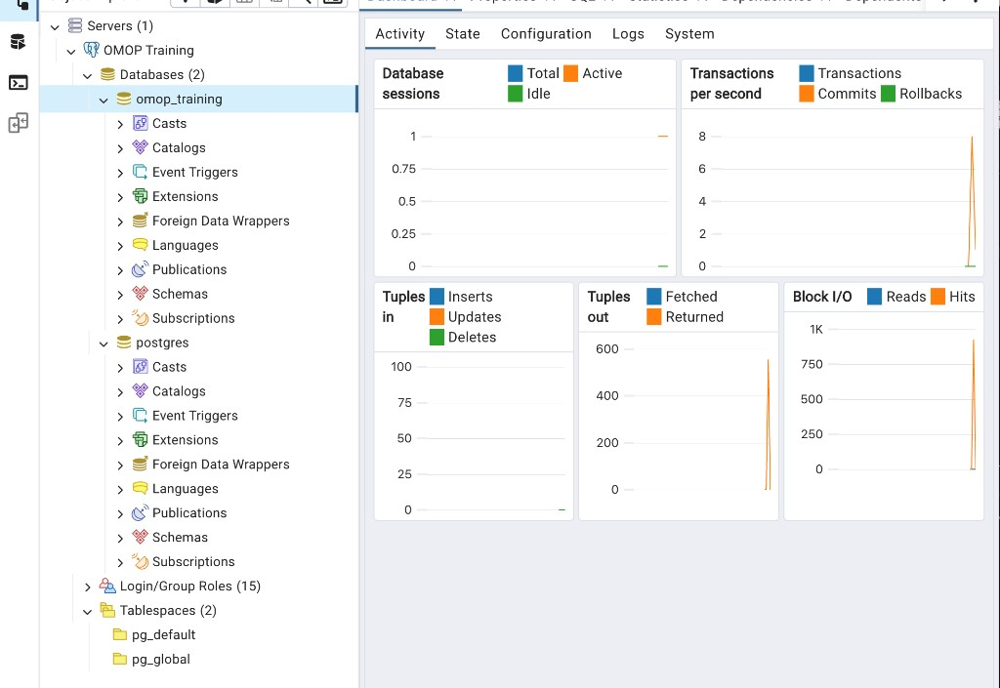 Servers (1)
OMOP Training
Databases (2)
omop_training
Casts
Catalogs
Event Triggers
Extensions
Foreign Data Wrappers
Languages
Publications
Schemas
Subscriptions
postgres
Casts
Catalogs
Event Triggers
Extensions
Foreign Data Wrappers
Languages
Publications
Schemas
Subscriptions
Login/Group Roles (15)
Tablespaces (2)
pg_default
pg_global
Activity State Configuration Logs System
Database sessions
Total Active
Idle
1
0.75
0.5
0.25
0
Transactions per second
Transactions
Commits Rollbacks
8
6
4
2
0
Tuples in
Inserts
Updates
Deletes
100
75
50
25
0
Tuples out
Fetched
Returned
600
400
200
0
Block I/O Reads Hits
1K
750
500
250
0